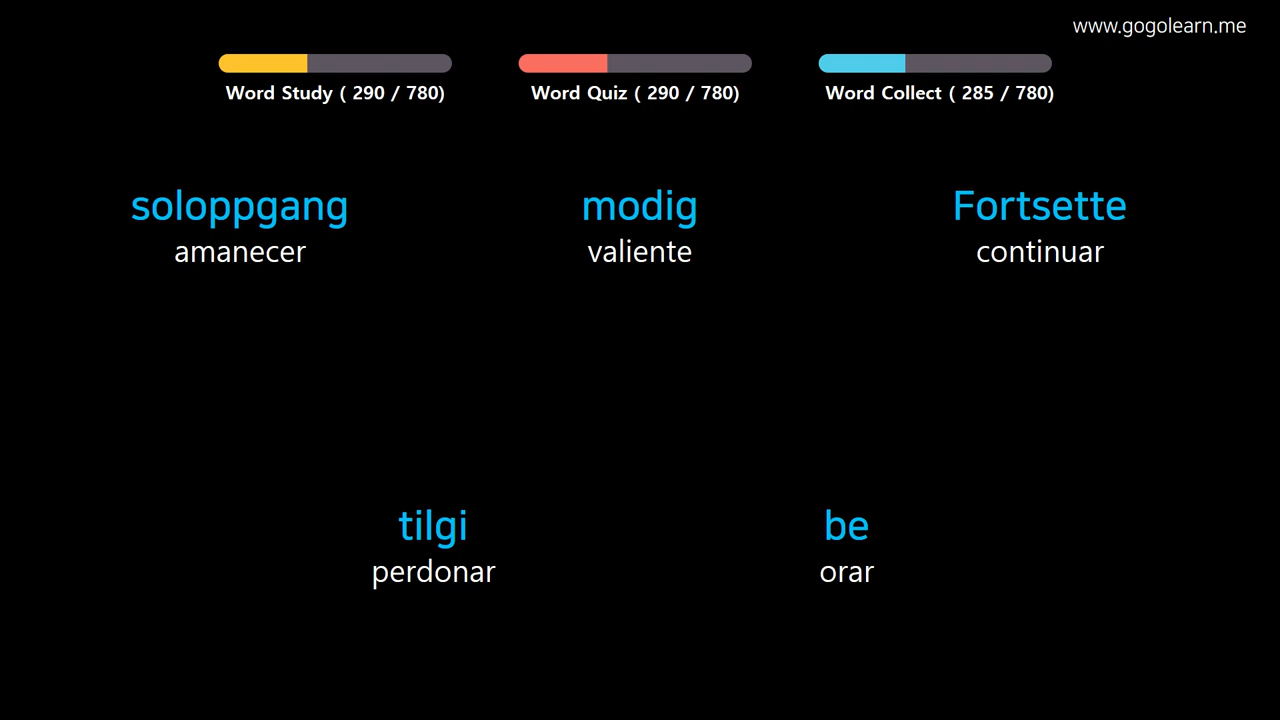 www.gogolearn.me
Word Study ( 290 / 780)
Word Quiz ( 290 / 780)
Word Collect ( 285 / 780)
soloppgang
amanecer
modig
valiente
Fortsette
continuar
tilgi
perdonar
be
orar